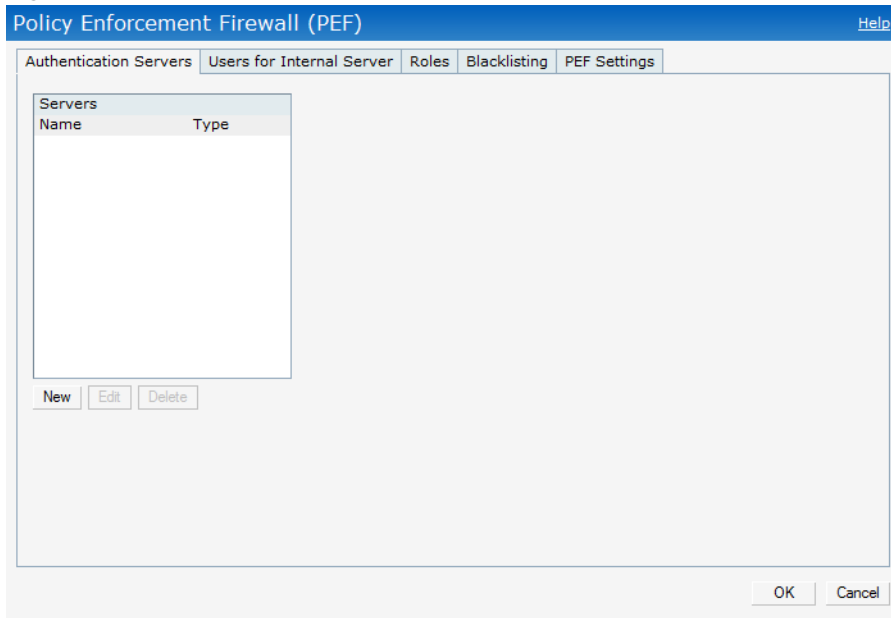 Policy Enforcement Firewall (PEF) Help
Authentication Servers Users for Internal Server Roles Blacklisting PEF Settings
Servers
Name Type
New Edit Delete
OK Cancel